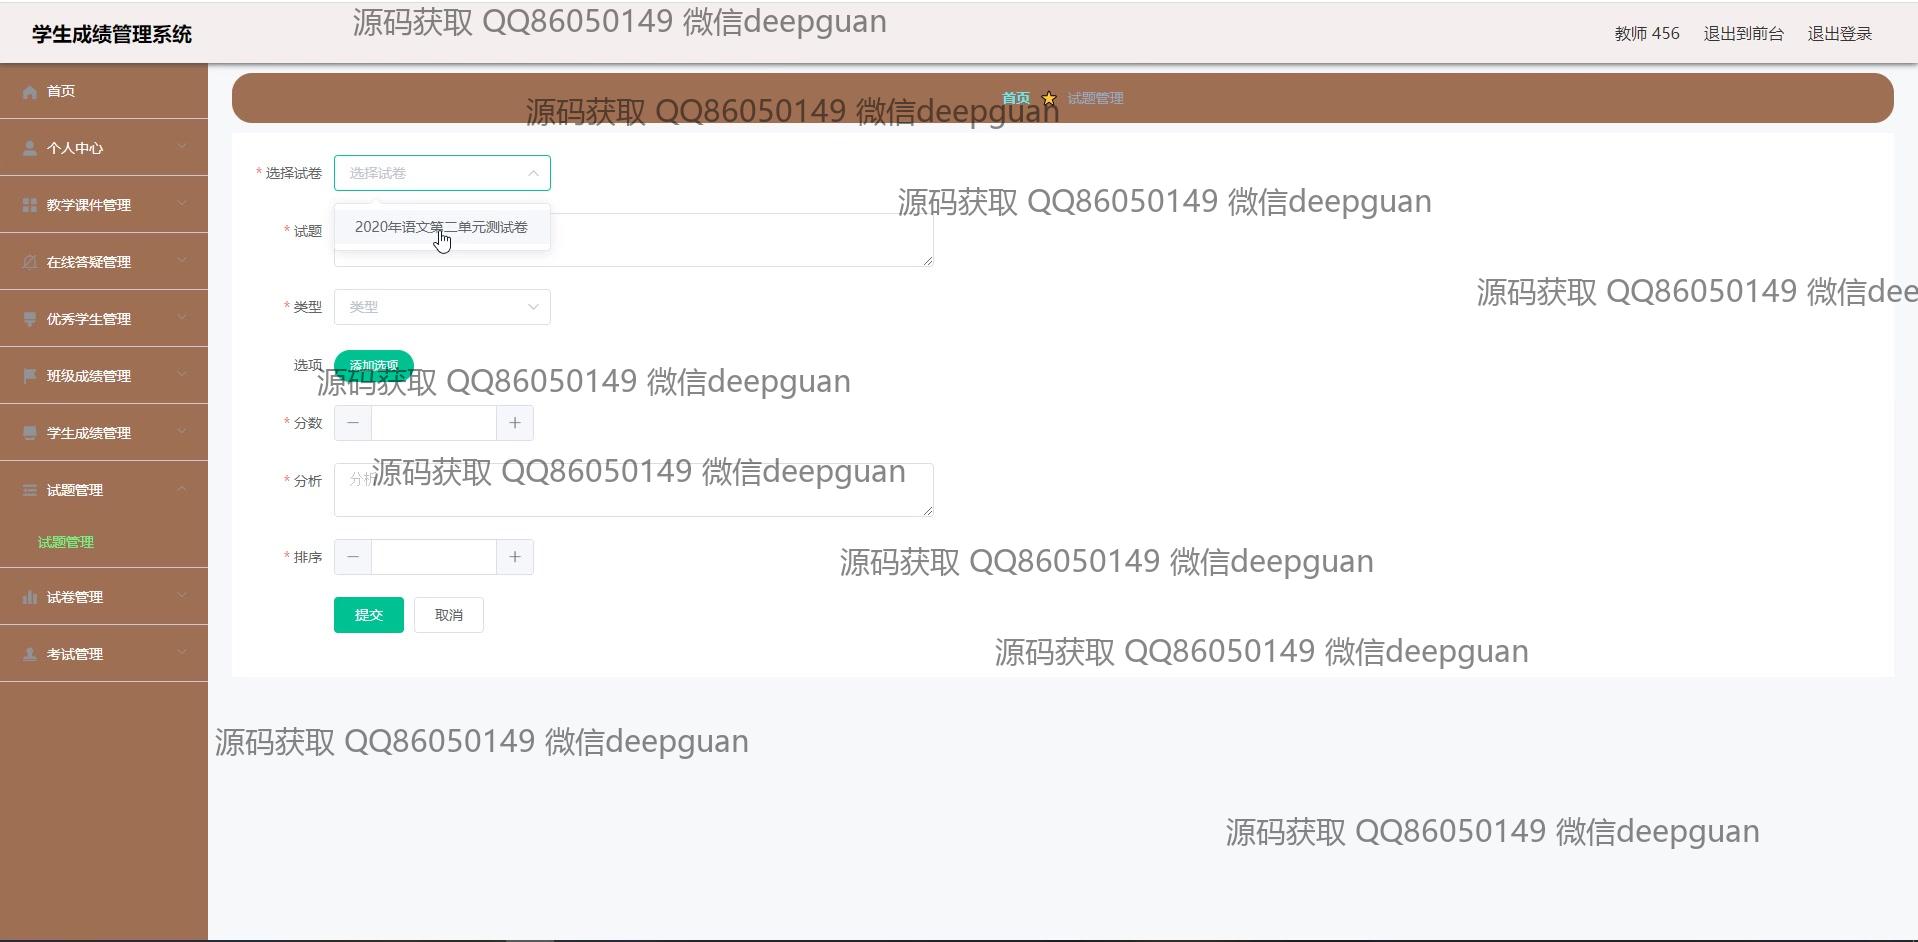 学生成绩管理系统
源码获取 QQ86050149 微信deepguan
教师 456
退出到前台
退出登录
首页
个人中心
教学课件管理
在线答疑管理
优秀学生管理
班级成绩管理
学生成绩管理
试题管理
试题管理
试卷管理
考试管理
首页
试题管理
源码获取 QQ86050149 微信deepguan
* 选择试卷
选择试卷
源码获取 QQ86050149 微信deepguan
2020年语文第二单元测试卷
* 试题
源码获取 QQ86050149 微信dee
* 类型
类型
选项
添加选项
源码获取 QQ86050149 微信deepguan
* 分数
* 分析
分析
源码获取 QQ86050149 微信deepguan
* 排序
源码获取 QQ86050149 微信deepguan
提交
取消
源码获取 QQ86050149 微信deepguan
源码获取 QQ86050149 微信deepguan
源码获取 QQ86050149 微信deepguan